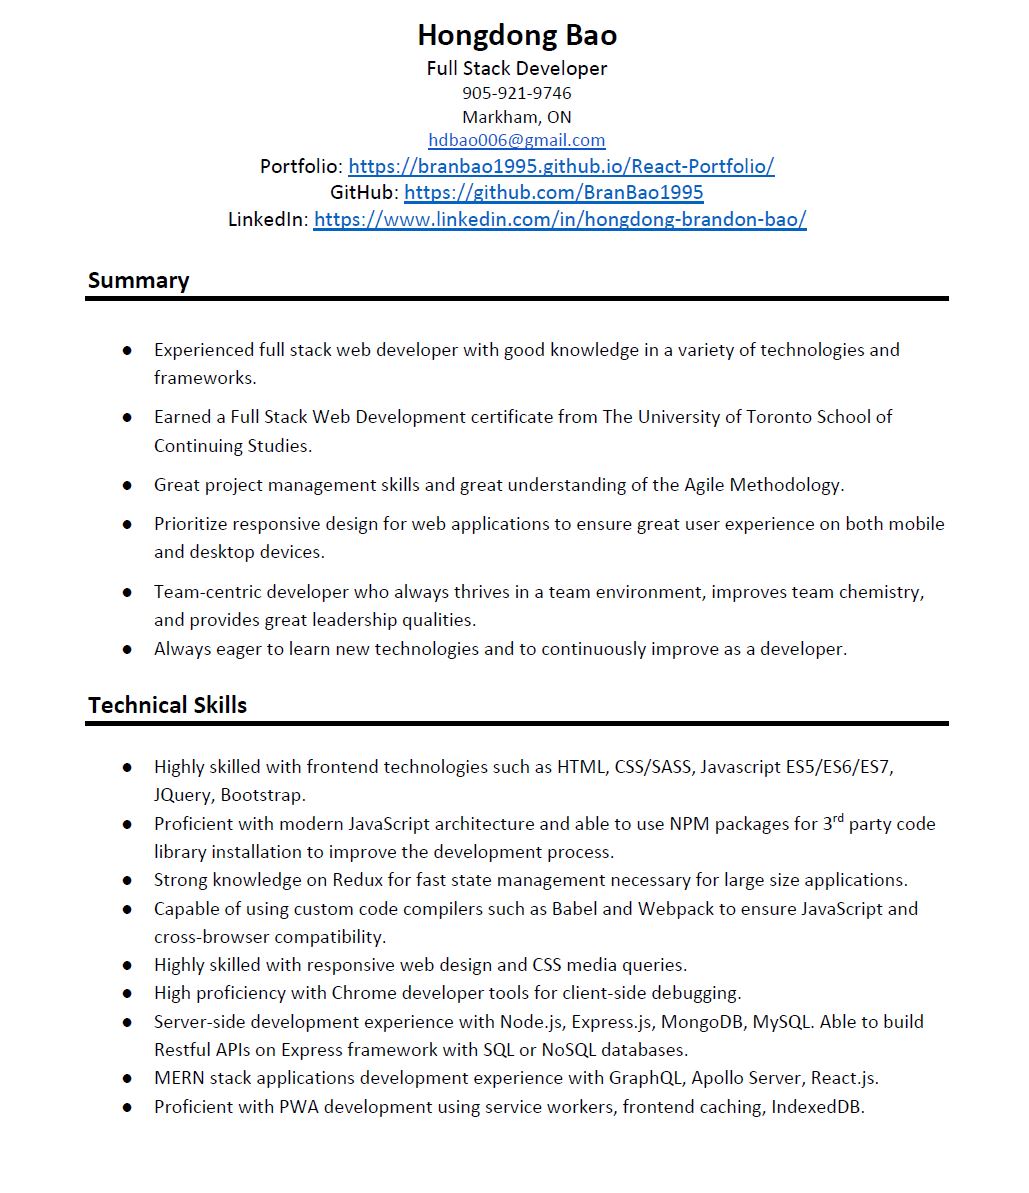 Hongdong Bao
Full Stack Developer
905-921-9746
Markham, ON
hdbao006@gmail.com
Portfolio: https://branbao1995.github.io/React-Portfolio/
GitHub: https://github.com/BranBao1995
LinkedIn: https://www.linkedin.com/in/hongdong-brandon-bao/
Summary
● Experienced full stack web developer with good knowledge in a variety of technologies and
frameworks.
● Earned a Full Stack Web Development certificate from The University of Toronto School of
Continuing Studies.
● Great project management skills and great understanding of the Agile Methodology.
● Prioritize responsive design for web applications to ensure great user experience on both mobile
and desktop devices.
● Team-centric developer who always thrives in a team environment, improves team chemistry,
and provides great leadership qualities.
● Always eager to learn new technologies and to continuously improve as a developer.
Technical Skills
● Highly skilled with frontend technologies such as HTML, CSS/SASS, Javascript ES5/ES6/ES7,
JQuery, Bootstrap.
● Proficient with modern JavaScript architecture and able to use NPM packages for 3rd party code
library installation to improve the development process.
● Strong knowledge on Redux for fast state management necessary for large size applications.
● Capable of using custom code compilers such as Babel and Webpack to ensure JavaScript and
cross-browser compatibility.
● Highly skilled with responsive web design and CSS media queries.
● High proficiency with Chrome developer tools for client-side debugging.
● Server-side development experience with Node.js, Express.js, MongoDB, MySQL. Able to build
Restful APIs on Express framework with SQL or NoSQL databases.
● MERN stack applications development experience with GraphQL, Apollo Server, React.js.
● Proficient with PWA development using service workers, frontend caching, IndexedDB.